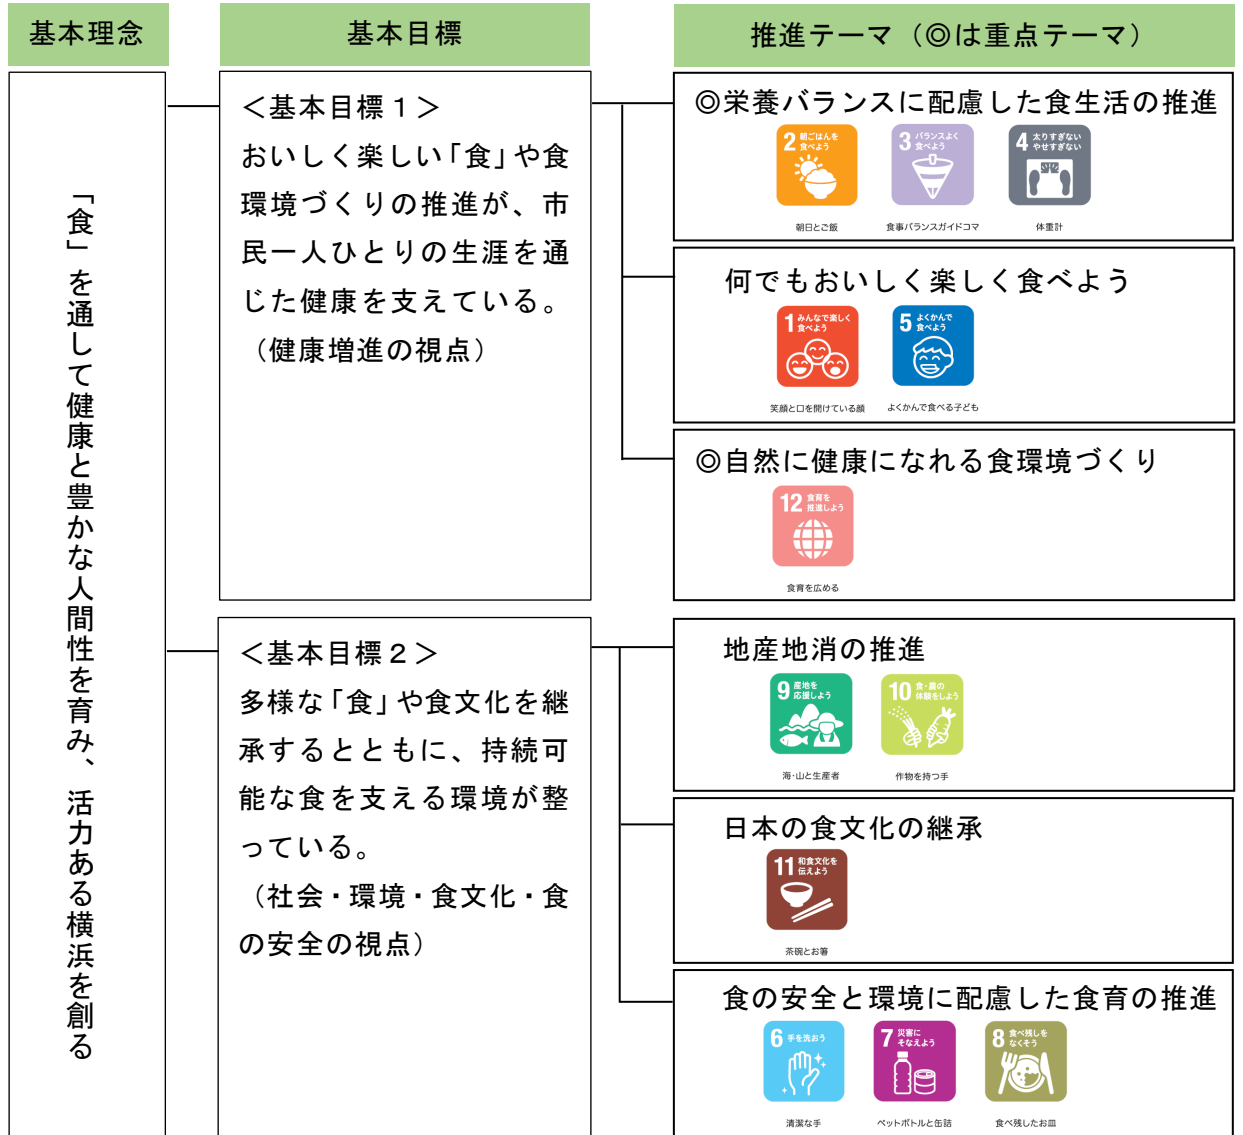 基本理念
基本目標
推進テーマ（◎は重点テーマ）
「食」を通して健康と豊かな人間性を育み、活力ある横浜を創る
＜基本目標１＞
おいしく楽しい「食」や食
環境づくりの推進が、市
民一人ひとりの生涯を通
じた健康を支えている。
（健康増進の視点）
◎栄養バランスに配慮した食生活の推進
2 朝ごはんを
食べよう
朝日とご飯
3 バランスよく
食べよう
食事バランスガイドコマ
4 太りすぎない
やせすぎない
体重計
何でもおいしく楽しく食べよう
1 みんなで楽しく
食べよう
笑顔と口を開けている顔
5 よくかんで
食べよう
よくかんで食べる子ども
◎自然に健康になれる食環境づくり
12 食育を
推進しよう
食育を広める
＜基本目標２＞
多様な「食」や食文化を継
承するとともに、持続可
能な食を支える環境が整
っている。
（社会・環境・食文化・食
の安全の視点）
地産地消の推進
9 産地を
応援しよう
海・山と生産者
10 食・農の
体験をしよう
作物を持つ手
日本の食文化の継承
11 和食文化を
伝えよう
茶碗とお箸
食の安全と環境に配慮した食育の推進
6 手を洗おう
清潔な手
7 災害に
そなえよう
ペットボトルと缶詰
8 食べ残しを
なくそう
食べ残したお皿